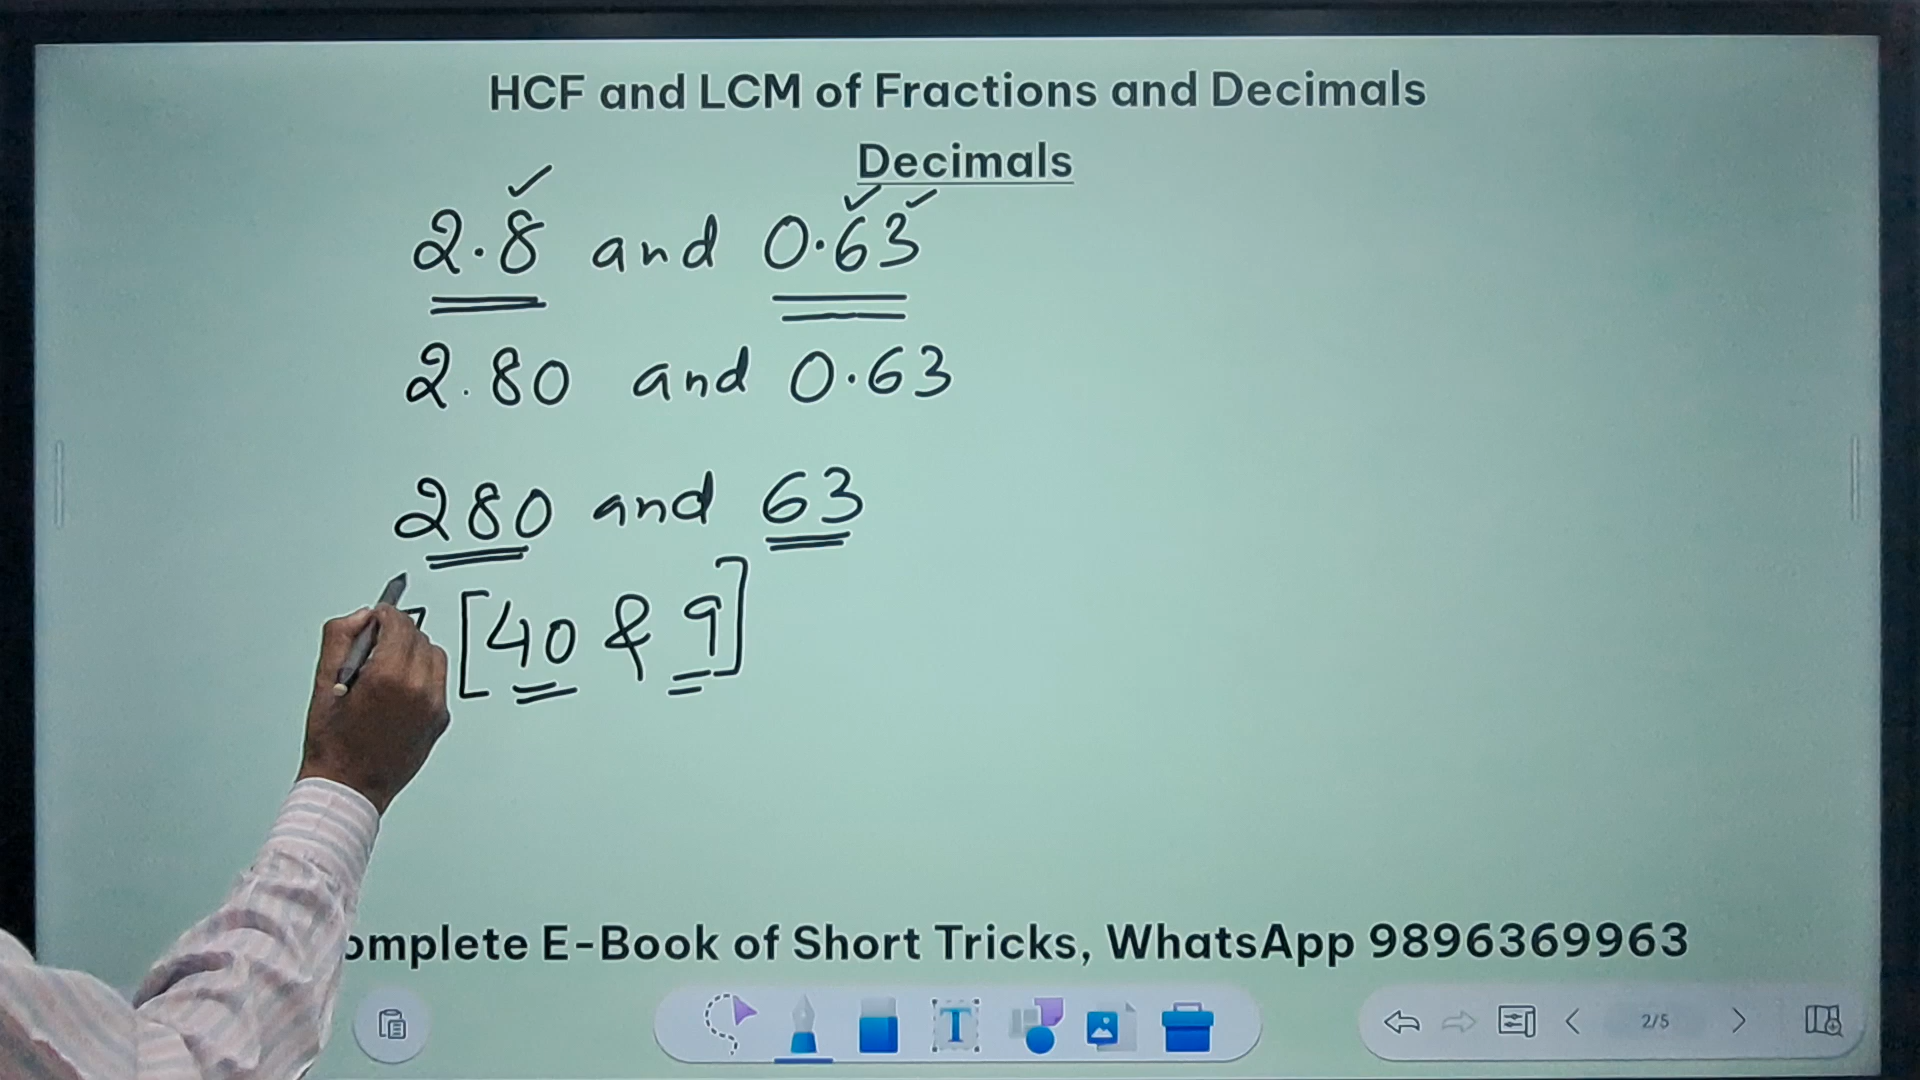 HCF and LCM of Fractions and Decimals
Decimals
2.8 and 0.63
2.80 and 0.63
280 and 63
[40 & 9]
E-Book of Short Tricks, WhatsApp 9896369963
T
2/5